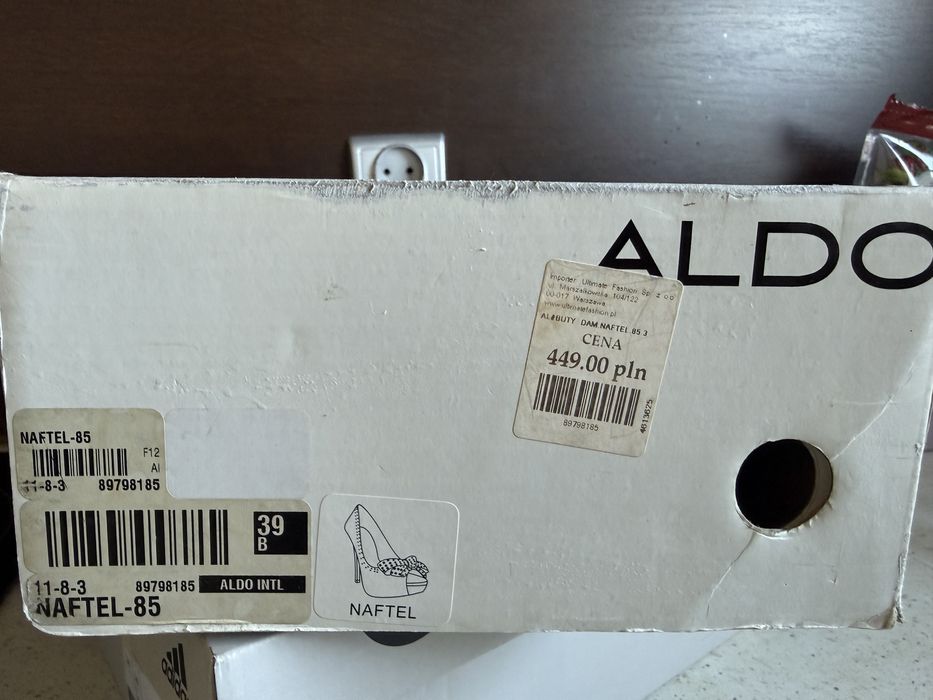 ALDO
Importer: Ultimate Fashion Sp. z o.o.
ul. Marszałkowska 104/122
00-017 Warszawa
www.ultimatefashion.pl
AL#BUTY DAM.NAFTEL.85.3
CENA
449.00 pln
89798185
4613625
NAFTEL-85
F12
AI
11-8-3 89798185
39
B
11-8-3 89798185 ALDO INTL
NAFTEL-85
NAFTEL
adidas